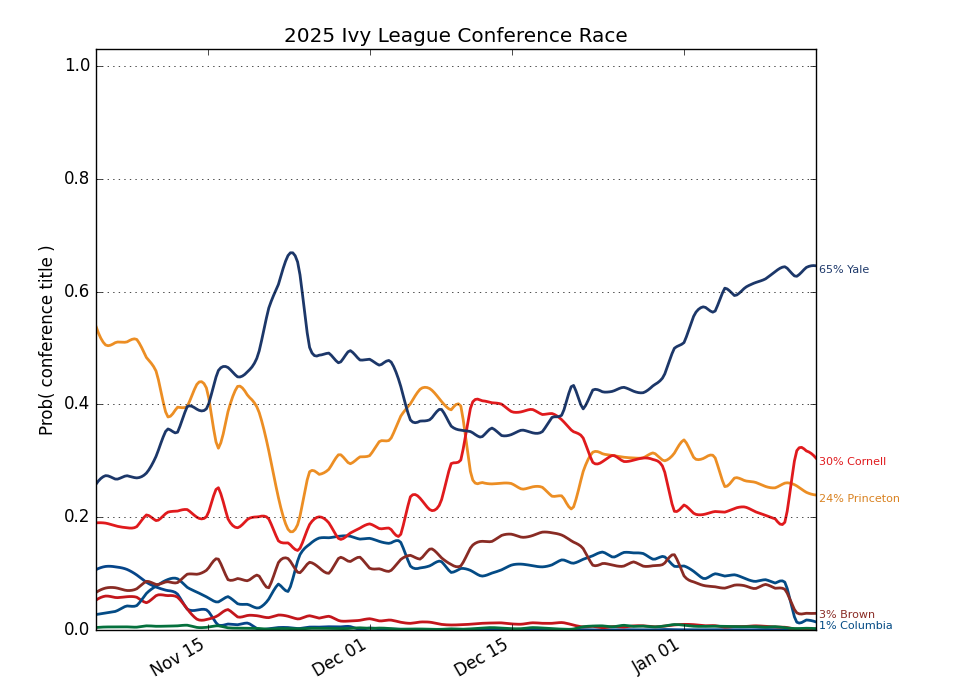 2025 Ivy League Conference Race
Prob( conference title )
1.0
0.8
0.6
0.4
0.2
0.0
Nov 15
Dec 01
Dec 15
Jan 01
65% Yale
30% Cornell
24% Princeton
3% Brown
1% Columbia